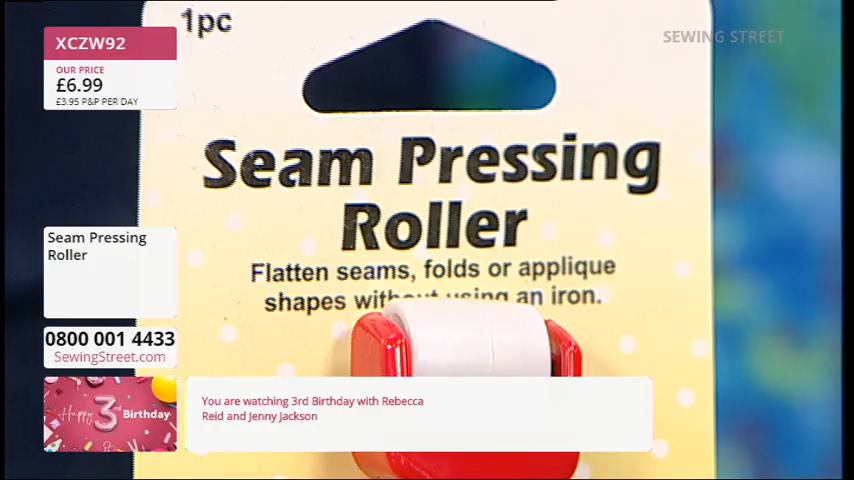 1pc
SEWING STREET
XCZW92
OUR PRICE
£6.99
£3.95 P&P PER DAY
Seam Pressing
Roller
Flatten seams, folds or applique
shapes without using an iron.
Seam Pressing
Roller
0800 001 4433
SewingStreet.com
Happy 3rd Birthday
You are watching 3rd Birthday with Rebecca
Reid and Jenny Jackson